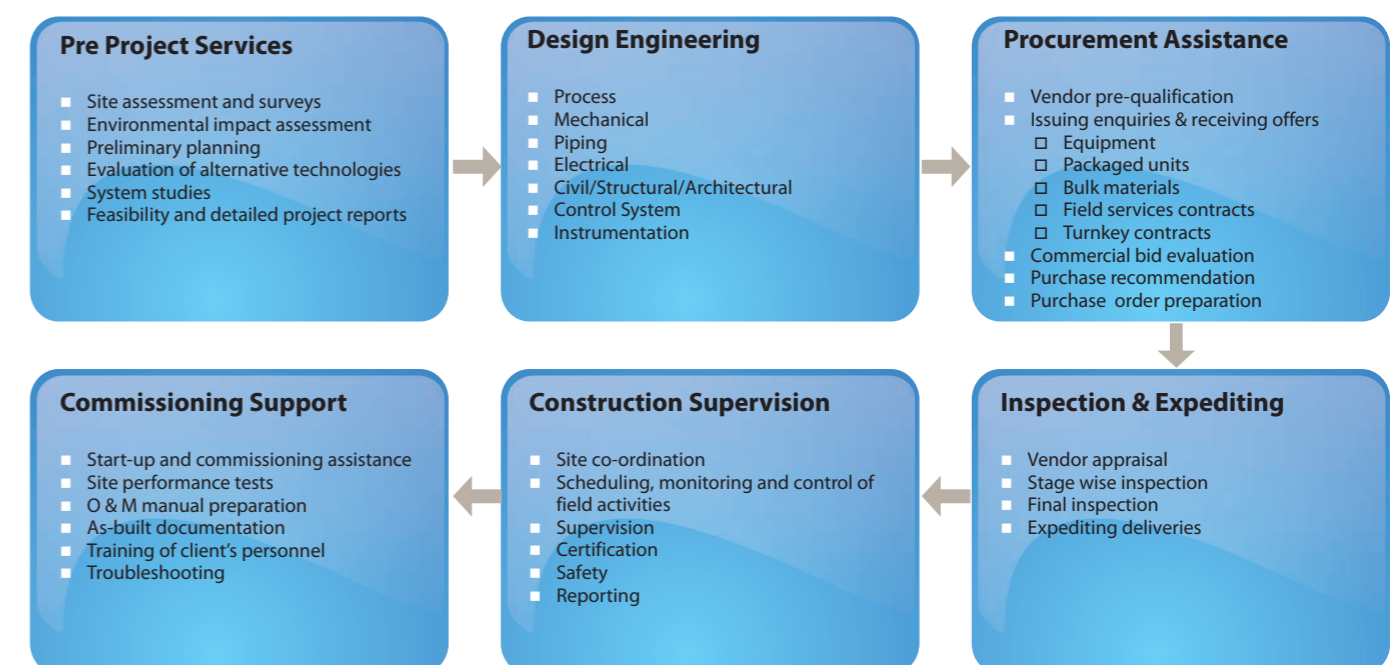 Pre Project Services
Site assessment and surveys
Environmental impact assessment
Preliminary planning
Evaluation of alternative technologies
System studies
Feasibility and detailed project reports
Design Engineering
Process
Mechanical
Piping
Electrical
Civil/Structural/Architectural
Control System
Instrumentation
Procurement Assistance
Vendor pre-qualification
Issuing enquiries & receiving offers
Equipment
Packaged units
Bulk materials
Field services contracts
Turnkey contracts
Commercial bid evaluation
Purchase recommendation
Purchase order preparation
Inspection & Expediting
Vendor appraisal
Stage wise inspection
Final inspection
Expediting deliveries
Construction Supervision
Site co-ordination
Scheduling, monitoring and control of
field activities
Supervision
Certification
Safety
Reporting
Commissioning Support
Start-up and commissioning assistance
Site performance tests
O & M manual preparation
As-built documentation
Training of client’s personnel
Troubleshooting